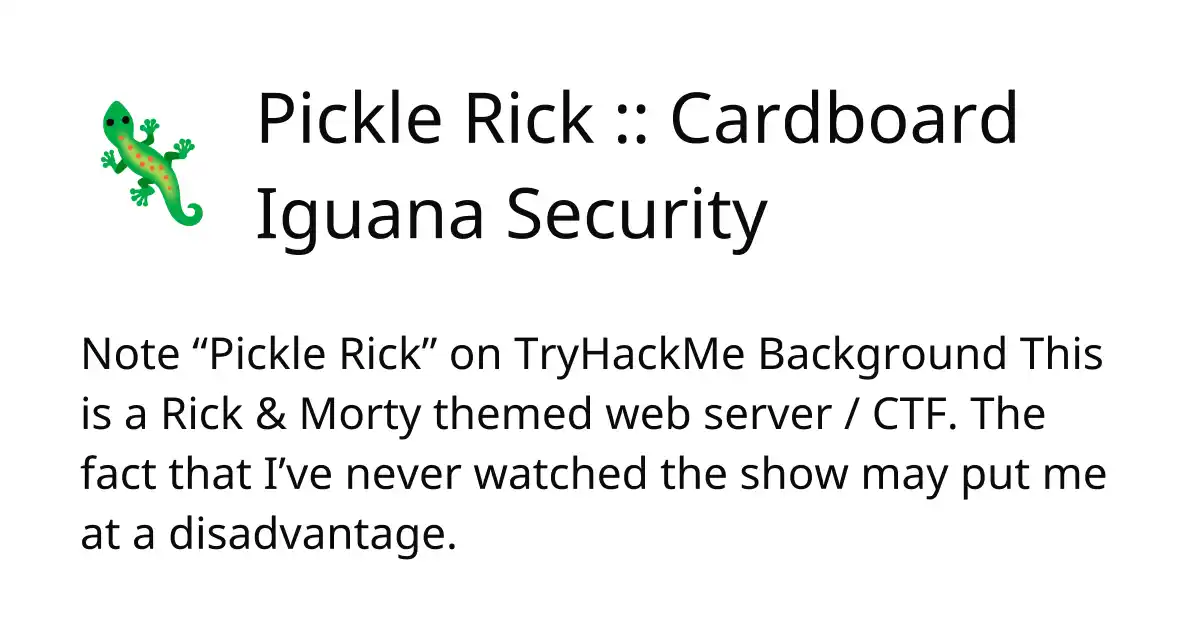 Pickle Rick :: Cardboard
Iguana Security
Note “Pickle Rick” on TryHackMe Background This
is a Rick & Morty themed web server / CTF. The
fact that I’ve never watched the show may put me
at a disadvantage.